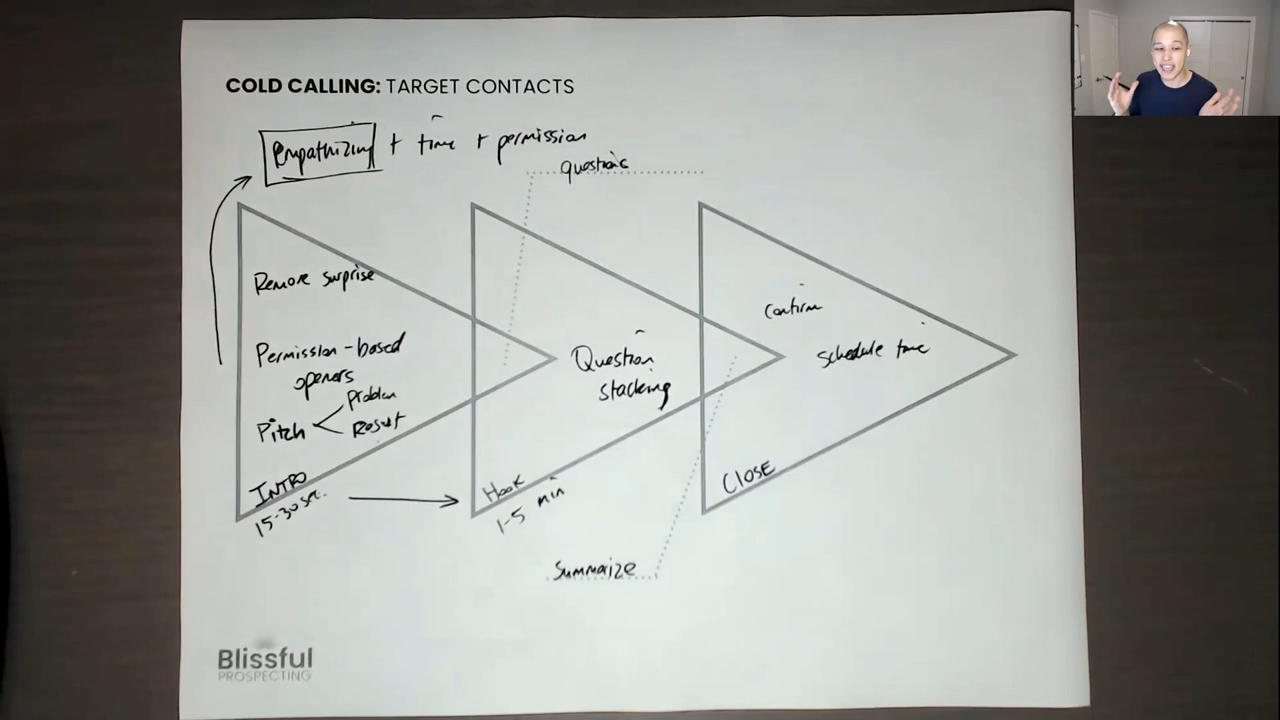 COLD CALLING: TARGET CONTACTS
empathizing + time + permission
questions
Remove surprise
Permission-based
openers
Pitch < Problem
Result
INTRO
15-30 sec.
Question
stacking
Hook
1-5 min
Summarize
Confirm
schedule time
CLOSE
Blissful
PROSPECTING